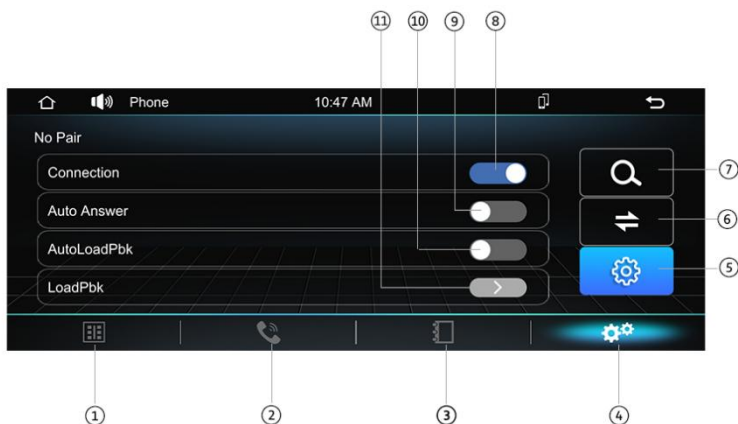 ⑪ ⑩ ⑨ ⑧
Phone 10:47 AM
No Pair
Connection
⑦
Auto Answer
⑥
AutoLoadPbk
⑤
LoadPbk
① ② ③ ④